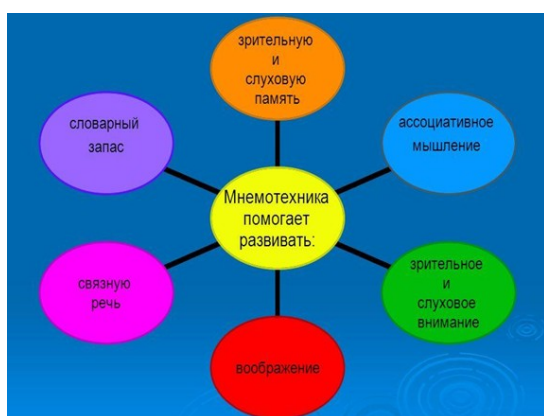 зрительную
и
слуховую
память
ассоциативное
мышление
зрительное
и
слуховое
внимание
воображение
связную
речь
словарный
запас
Мнемотехника
помогает
развивать: